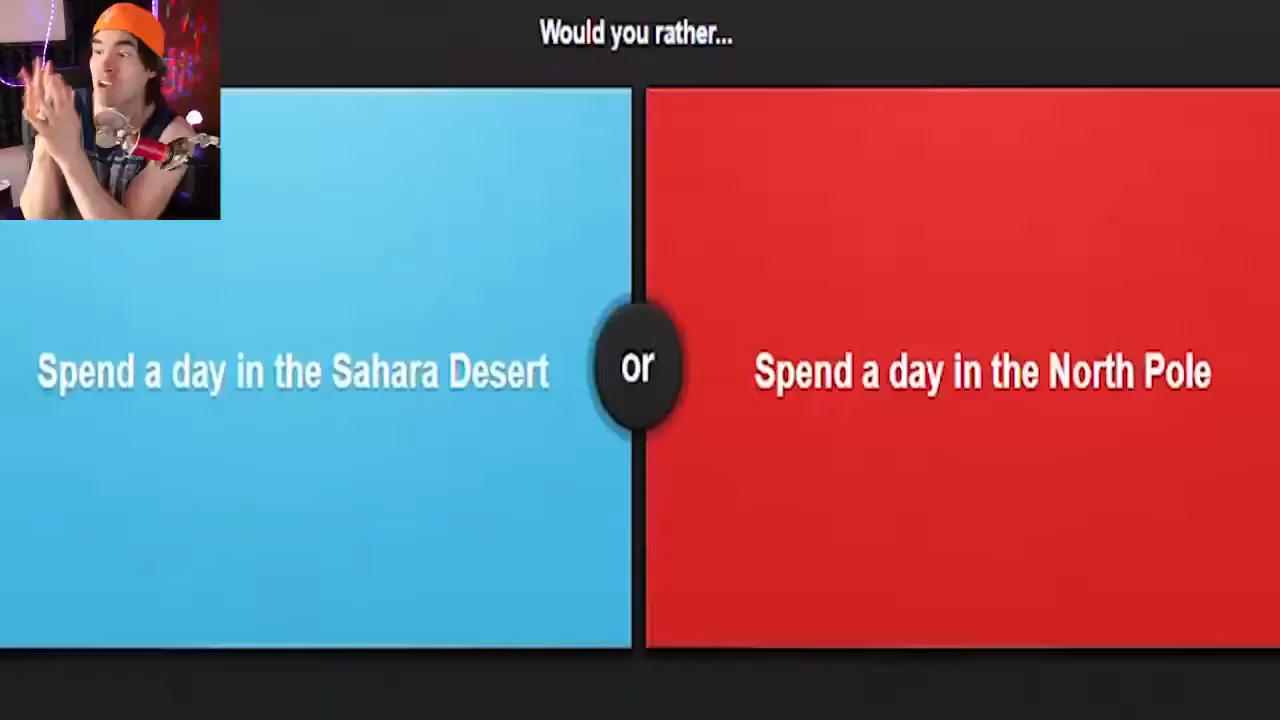 Would you rather...
Spend a day in the Sahara Desert
or
Spend a day in the North Pole